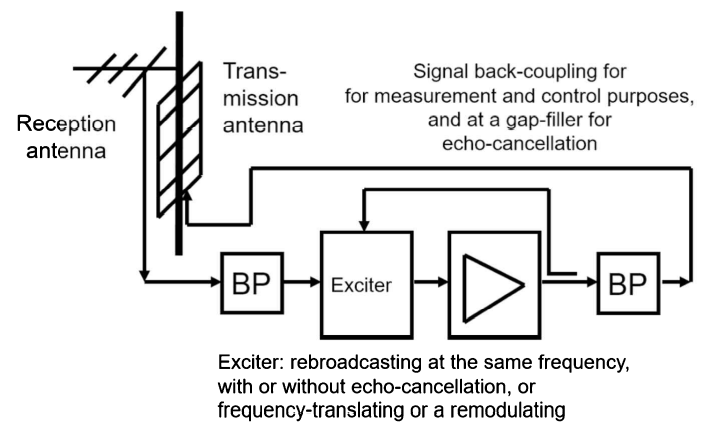 Trans-
mission
antenna
Signal back-coupling for
for measurement and control purposes,
and at a gap-filler for
echo-cancellation
Reception
antenna
BP
Exciter
BP
Exciter: rebroadcasting at the same frequency,
with or without echo-cancellation, or
frequency-translating or a remodulating